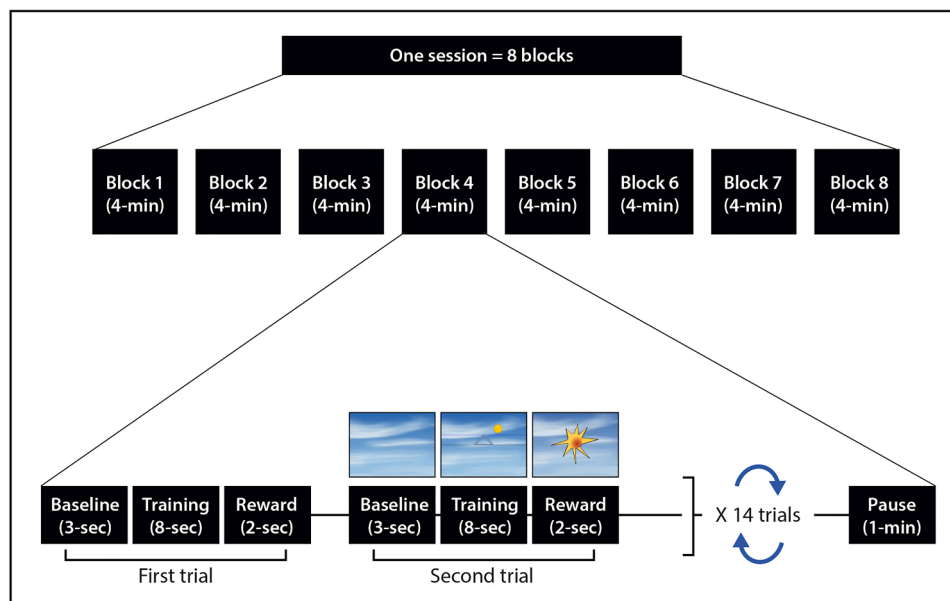 One session = 8 blocks
Block 1
(4-min)
Block 2
(4-min)
Block 3
(4-min)
Block 4
(4-min)
Block 5
(4-min)
Block 6
(4-min)
Block 7
(4-min)
Block 8
(4-min)
Baseline
(3-sec)
Training
(8-sec)
Reward
(2-sec)
Baseline
(3-sec)
Training
(8-sec)
Reward
(2-sec)
X 14 trials
Pause
(1-min)
First trial
Second trial